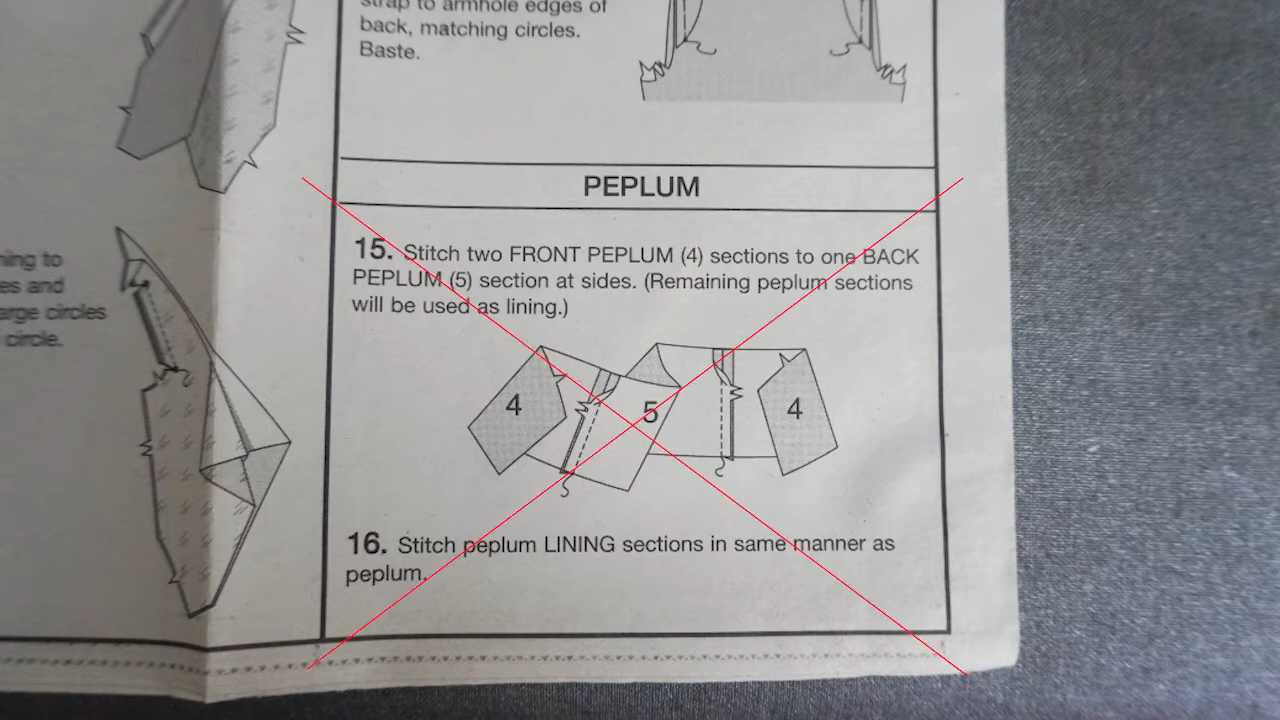 strap to armhole edges of
back, matching circles.
Baste.
ning to
es and
arge circles
circle.
PEPLUM
15. Stitch two FRONT PEPLUM (4) sections to one BACK
PEPLUM (5) section at sides. (Remaining peplum sections
will be used as lining.)
4
5
4
16. Stitch peplum LINING sections in same manner as
peplum.